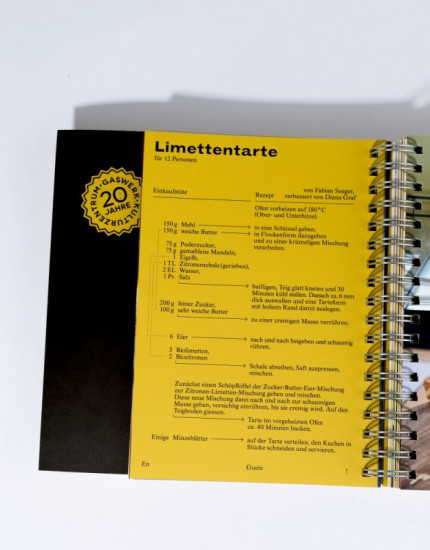 GASWERK
KULTURZENTRUM
20
JAHRE
Limettentarte
für 12 Personen
Einkaufsliste
Rezept
von Fabian Seeger,
verbessert von Diana Graf
Ofen vorheizen auf 180°C
(Ober- und Unterhitze).
150 g Mehl
in eine Schüssel geben,
150 g weiche Butter
in Flockenform dazugeben
und zu einer krümeligen Mischung
verarbeiten.
75 g Puderzucker,
75 g gemahlene Mandeln,
1 Eigelb,
1 TL Zitronenschale (gerieben),
2 EL Wasser,
1 Pr. Salz
beifügen, Teig glatt kneten und 30
Minuten kühl stellen. Danach ca. 6 mm
dick auswallen und eine Tarteform
mit hohem Rand damit auslegen.
200 g feiner Zucker,
100 g sehr weiche Butter
zu einer cremigen Masse verrühren.
6 Eier
nach und nach beigeben und schaumig
rühren.
3 Biolimetten,
2 Biozitronen
Schale abreiben, Saft auspressen,
mischen.
Zunächst einen Schöpflöffel der Zucker-Butter-Eier-Mischung
zur Zitronen-Limetten-Mischung geben und mischen.
Diese neue Mischung dann nach und nach zur schaumigen
Masse geben, vorsichtig einrühren, bis sie cremig wird. Auf den
Teigboden giessen.
Tarte im vorgeheizten Ofen
ca. 40 Minuten backen.
Einige Minzeblätter
auf der Tarte verteilen, den Kuchen in
Stücke schneiden und servieren.
En
Guete
!